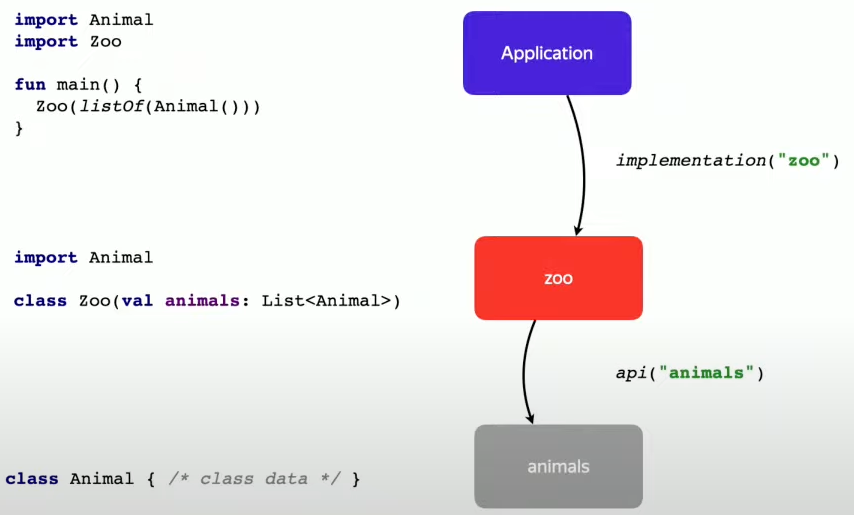 import Animal
import Zoo
fun main() {
Zoo(listOf(Animal()))
}
Application
implementation("zoo")
import Animal
class Zoo(val animals: List<Animal>)
zoo
api("animals")
class Animal { /* class data */ }
animals